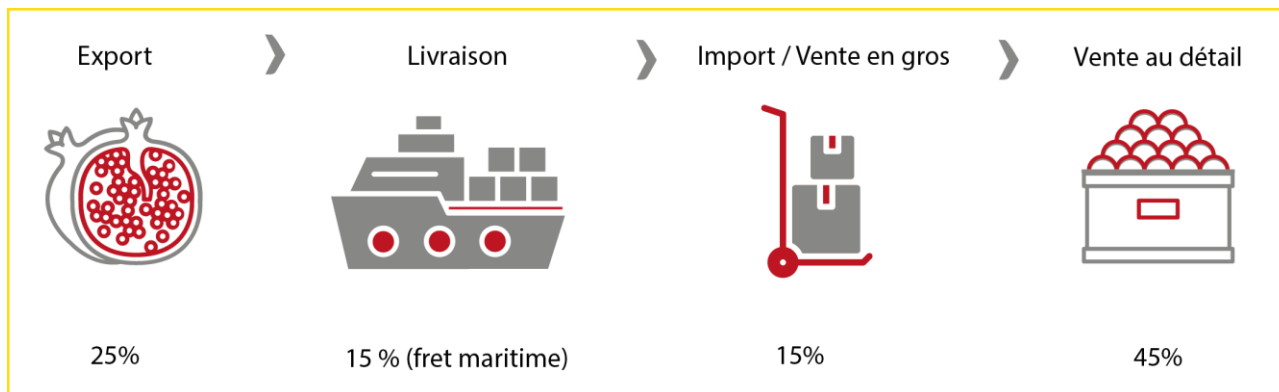 Export
Livraison
Import / Vente en gros
Vente au détail
25%
15 % (fret maritime)
15%
45%